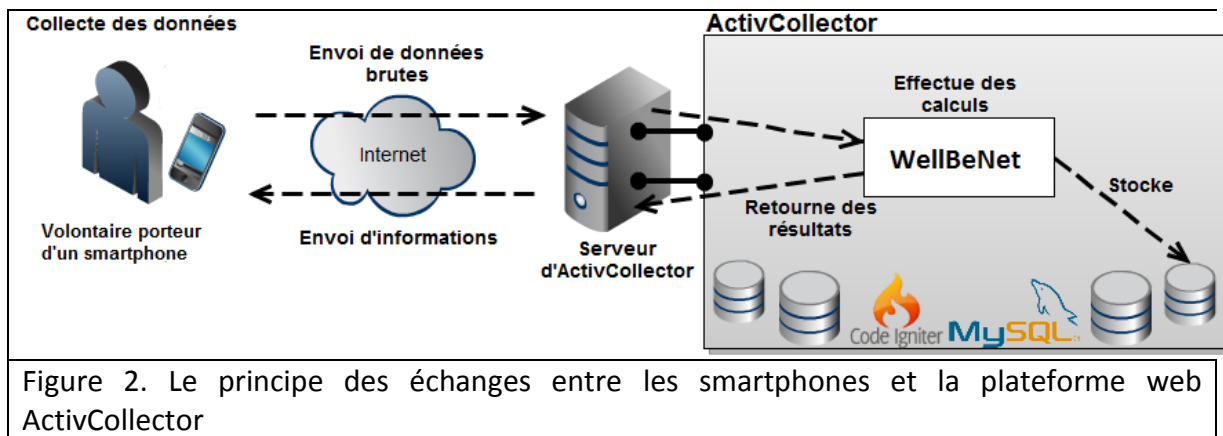 Collecte des données
ActivCollector
Envoi de données
brutes
Effectue des
calculs
Internet
WellBeNet
Stocke
Retourne des
résultats
Volontaire porteur
d'un smartphone
Envoi d'informations
Serveur
d'ActivCollector
Code Igniter
MySQL
Figure 2. Le principe des échanges entre les smartphones et la plateforme web
ActivCollector